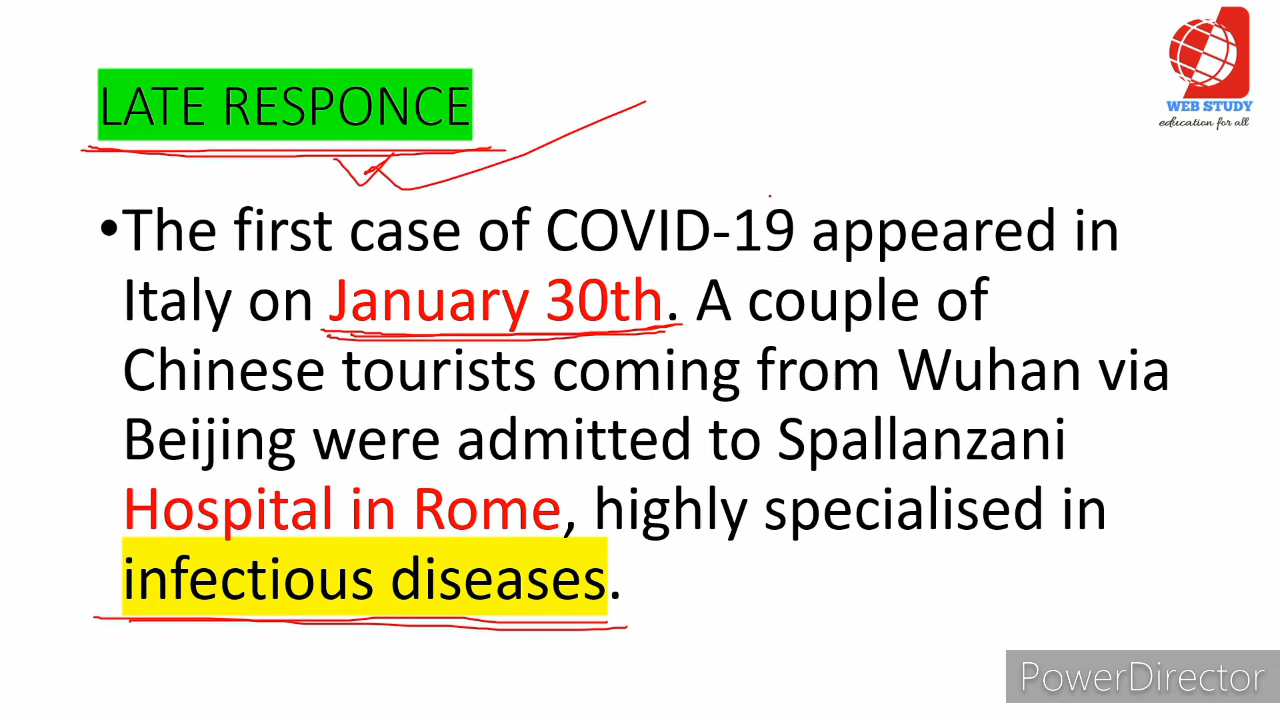 WEB STUDY
education for all
LATE RESPONCE
•The first case of COVID-19 appeared in
Italy on January 30th. A couple of
Chinese tourists coming from Wuhan via
Beijing were admitted to Spallanzani
Hospital in Rome, highly specialised in
infectious diseases.
PowerDirector